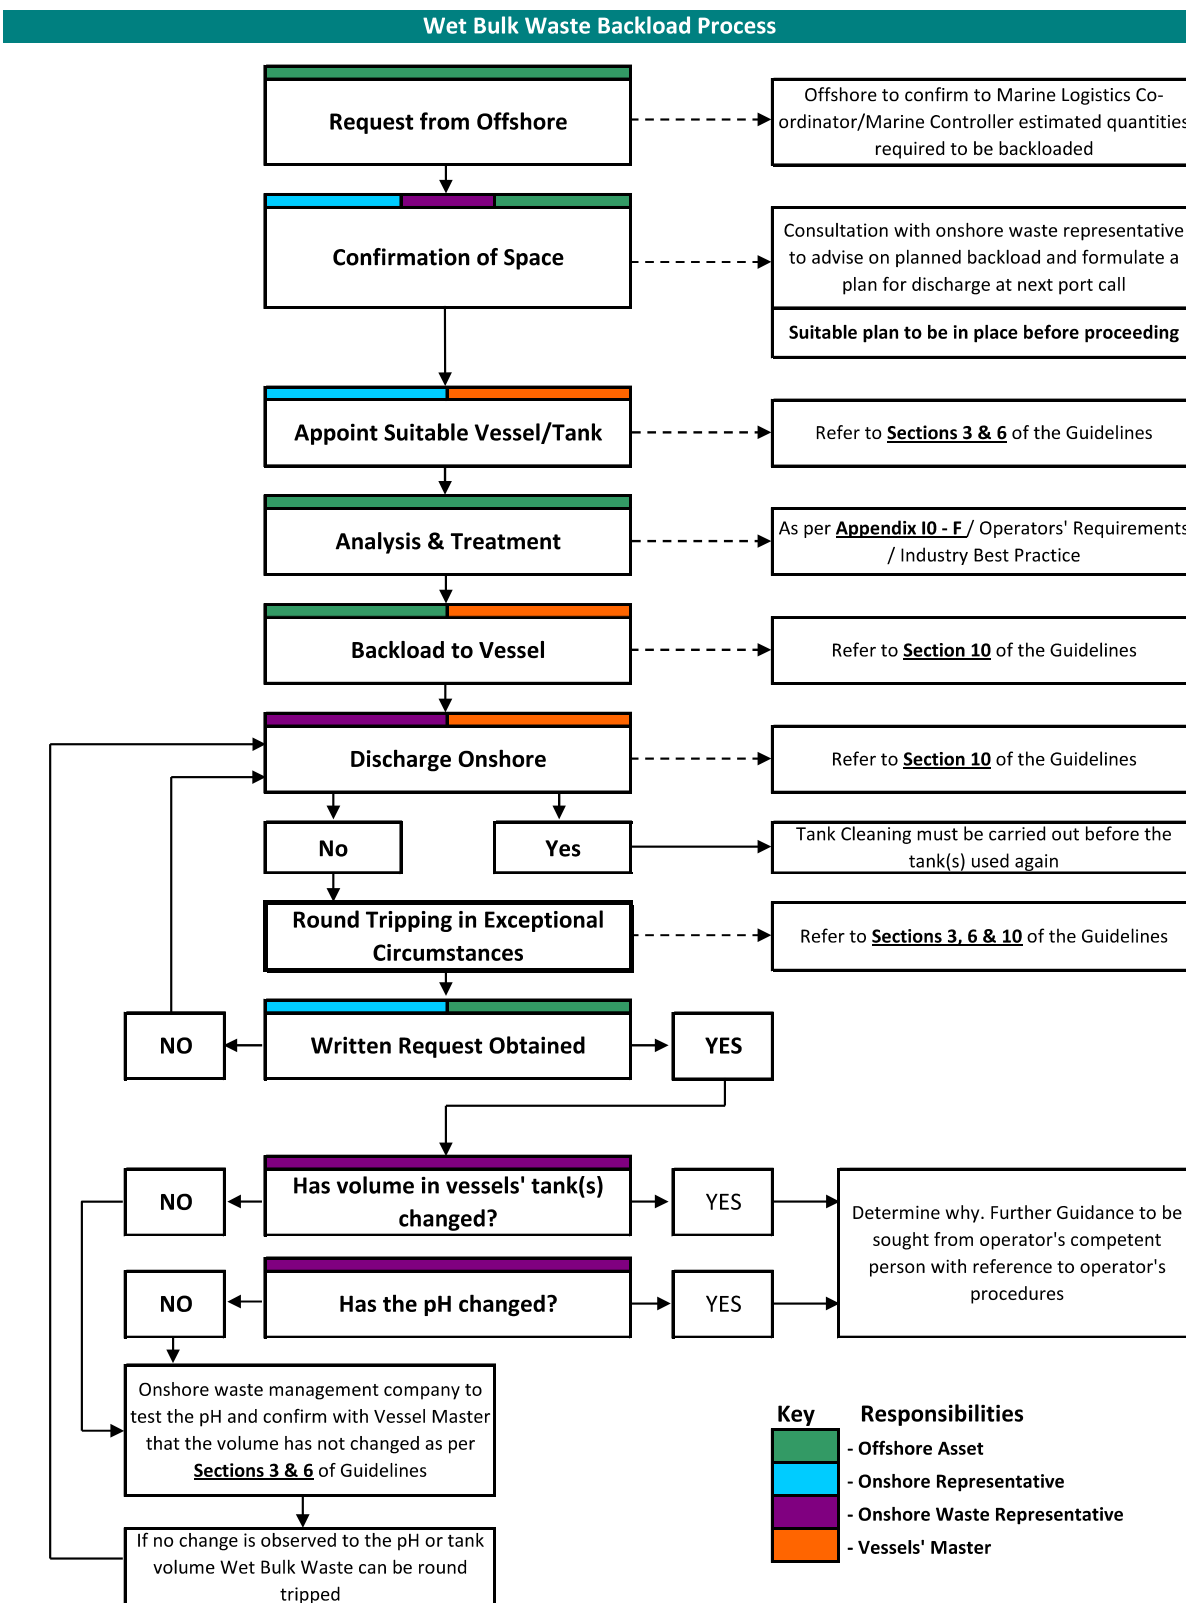 Wet Bulk Waste Backload Process
Request from Offshore
Offshore to confirm to Marine Logistics Co-
ordinator/Marine Controller estimated quantities
required to be backloaded
Confirmation of Space
Consultation with onshore waste representative
to advise on planned backload and formulate a
plan for discharge at next port call
Suitable plan to be in place before proceeding
Appoint Suitable Vessel/Tank
Refer to Sections 3 & 6 of the Guidelines
Analysis & Treatment
As per Appendix I0 - F / Operators' Requirements
/ Industry Best Practice
Backload to Vessel
Refer to Section 10 of the Guidelines
Discharge Onshore
Refer to Section 10 of the Guidelines
No
Yes
Tank Cleaning must be carried out before the
tank(s) used again
Round Tripping in Exceptional
Circumstances
Refer to Sections 3, 6 & 10 of the Guidelines
NO
Written Request Obtained
YES
NO
Has volume in vessels' tank(s)
changed?
YES
Determine why. Further Guidance to be
sought from operator's competent
person with reference to operator's
procedures
NO
Has the pH changed?
YES
Onshore waste management company to
test the pH and confirm with Vessel Master
that the volume has not changed as per
Sections 3 & 6 of Guidelines
If no change is observed to the pH or tank
volume Wet Bulk Waste can be round
tripped
Key Responsibilities
- Offshore Asset
- Onshore Representative
- Onshore Waste Representative
- Vessels' Master